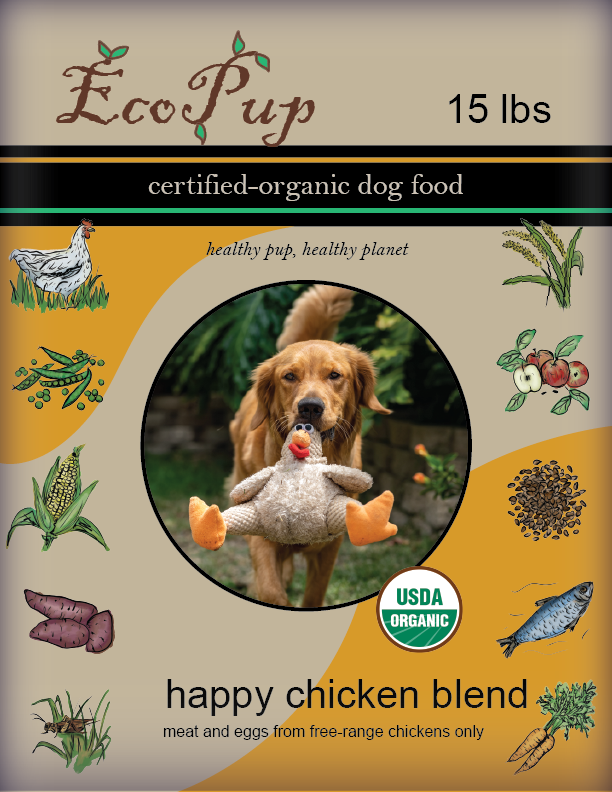 EcoPup
15 lbs
certified-organic dog food
healthy pup, healthy planet
USDA
ORGANIC
happy chicken blend
meat and eggs from free-range chickens only